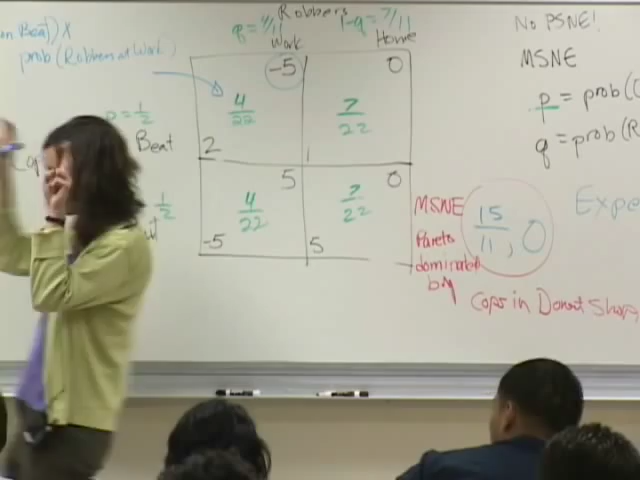 Robbers
q = 4/11 1-q = 7/11
Work Home
on Beat)) X
prob (Robbers at Work)
No PSNE!
MSNE
p = prob(
q = prob(R
p = 1/2
Beat
1/2
-5 0
4/22 7/22
2 1
5 0
4/22 7/22
-5 5
MSNE
Pareto
dominated
by
15/11, 0
Expe
Cops in Donut Shop